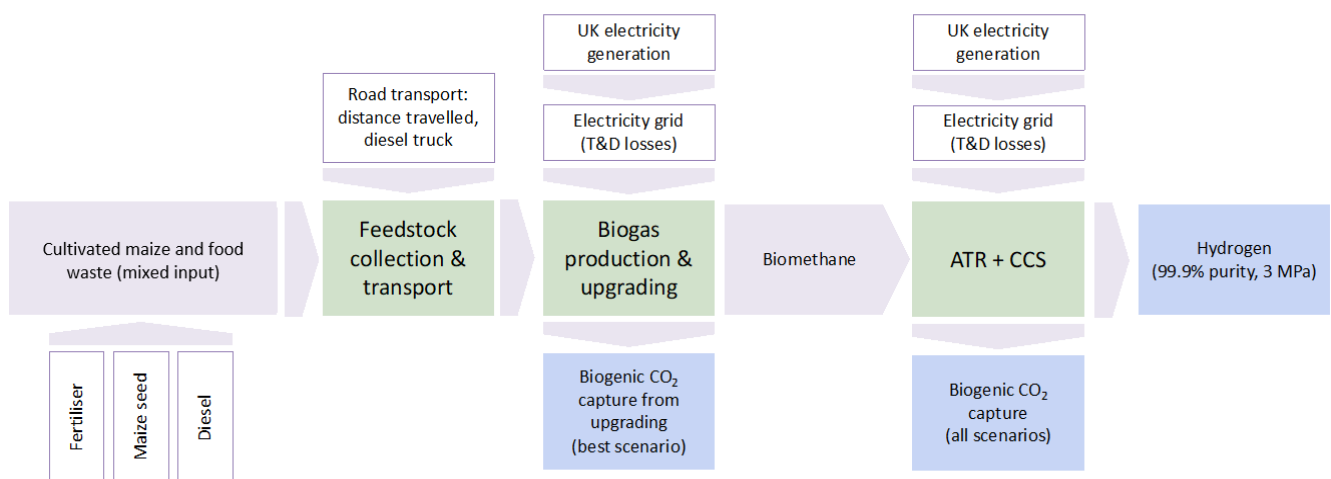 UK electricity
generation
UK electricity
generation
Road transport:
distance travelled,
diesel truck
Electricity grid
(T&D losses)
Electricity grid
(T&D losses)
Cultivated maize and food
waste (mixed input)
Feedstock
collection &
transport
Biogas
production &
upgrading
Biomethane
ATR + CCS
Hydrogen
(99.9% purity, 3 MPa)
Fertiliser
Maize seed
Diesel
Biogenic CO₂
capture from
upgrading
(best scenario)
Biogenic CO₂
capture
(all scenarios)